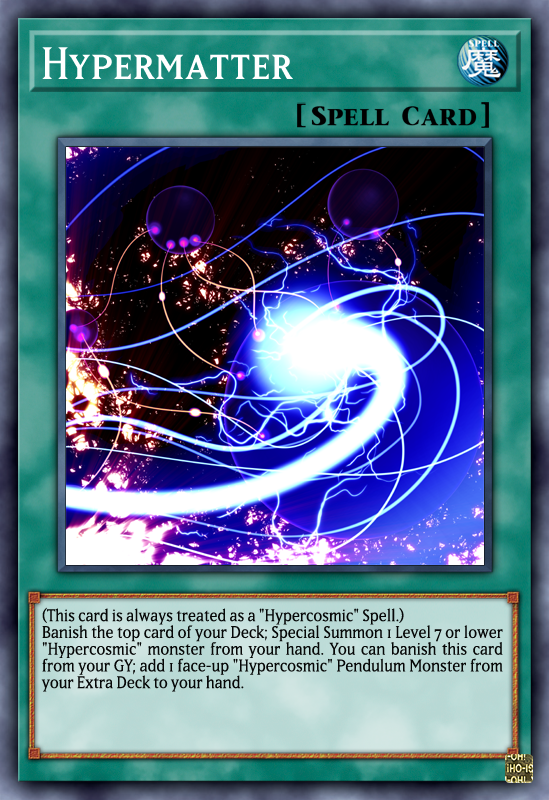 Hypermatter
SPELL
魔
[Spell Card]
(This card is always treated as a "Hypercosmic" Spell.)
Banish the top card of your Deck; Special Summon 1 Level 7 or lower
"Hypercosmic" monster from your hand. You can banish this card
from your GY; add 1 face-up "Hypercosmic" Pendulum Monster from
your Extra Deck to your hand.